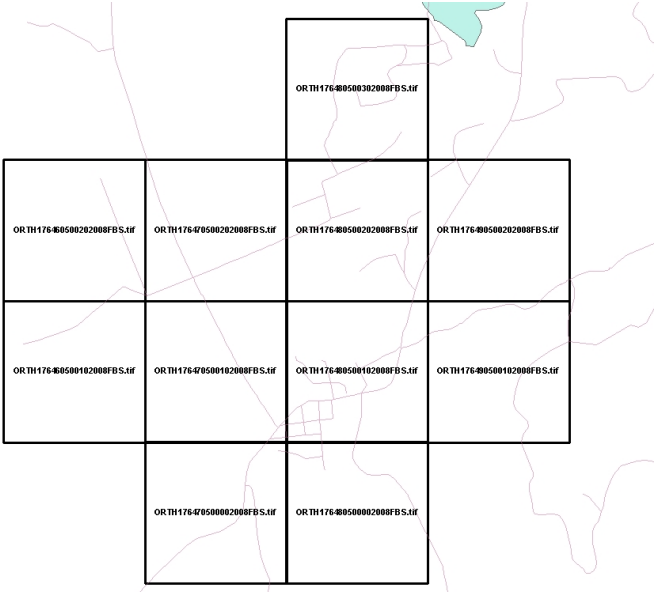 ORTH176480500302008FBS.tif
ORTH176460500202008FBS.tif
ORTH176470500202008FBS.tif
ORTH176480500202008FBS.tif
ORTH176490500202008FBS.tif
ORTH176460500102008FBS.tif
ORTH176470500102008FBS.tif
ORTH176480500102008FBS.tif
ORTH176490500102008FBS.tif
ORTH176470500002008FBS.tif
ORTH176480500002008FBS.tif